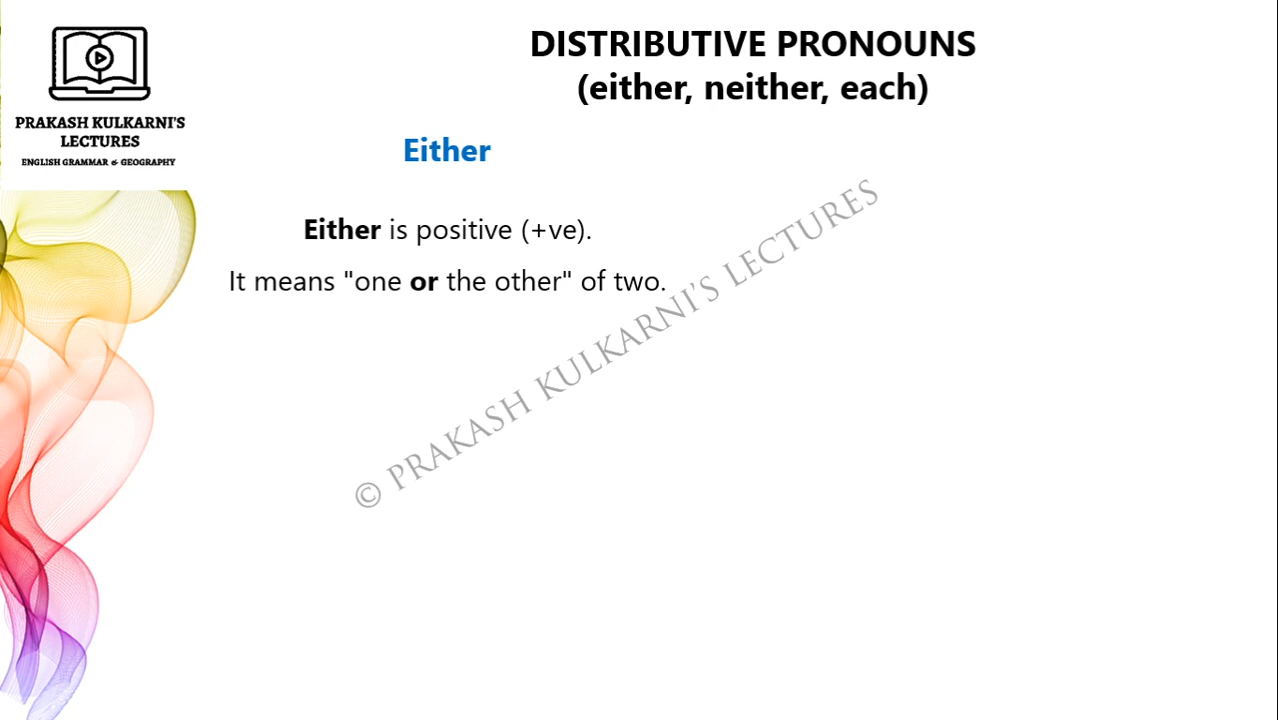 PRAKASH KULKARNI'S
LECTURES
ENGLISH GRAMMAR & GEOGRAPHY
DISTRIBUTIVE PRONOUNS
(either, neither, each)
Either
Either is positive (+ve).
It means "one or the other" of two.
© PRAKASH KULKARNI'S LECTURES